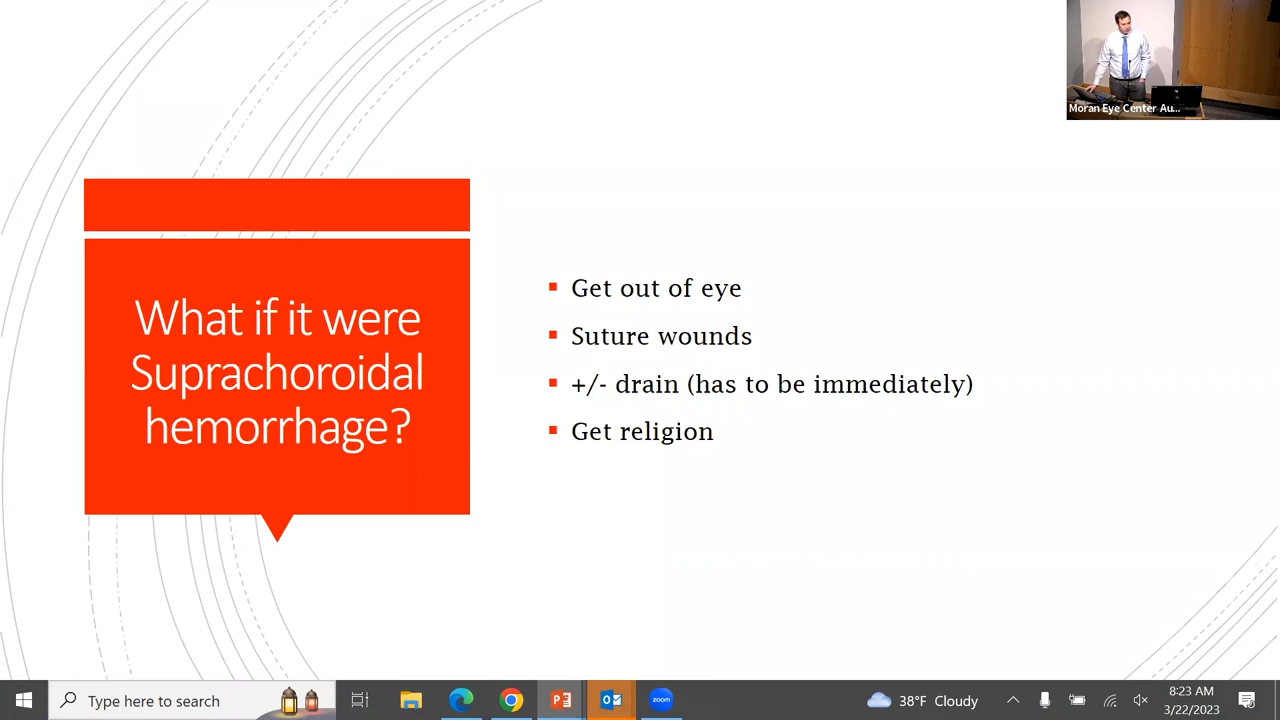 Moran Eye Center Au...
What if it were
Suprachoroidal
hemorrhage?
Get out of eye
Suture wounds
+/- drain (has to be immediately)
Get religion
Type here to search
zoom
38°F Cloudy
8:23 AM
3/22/2023